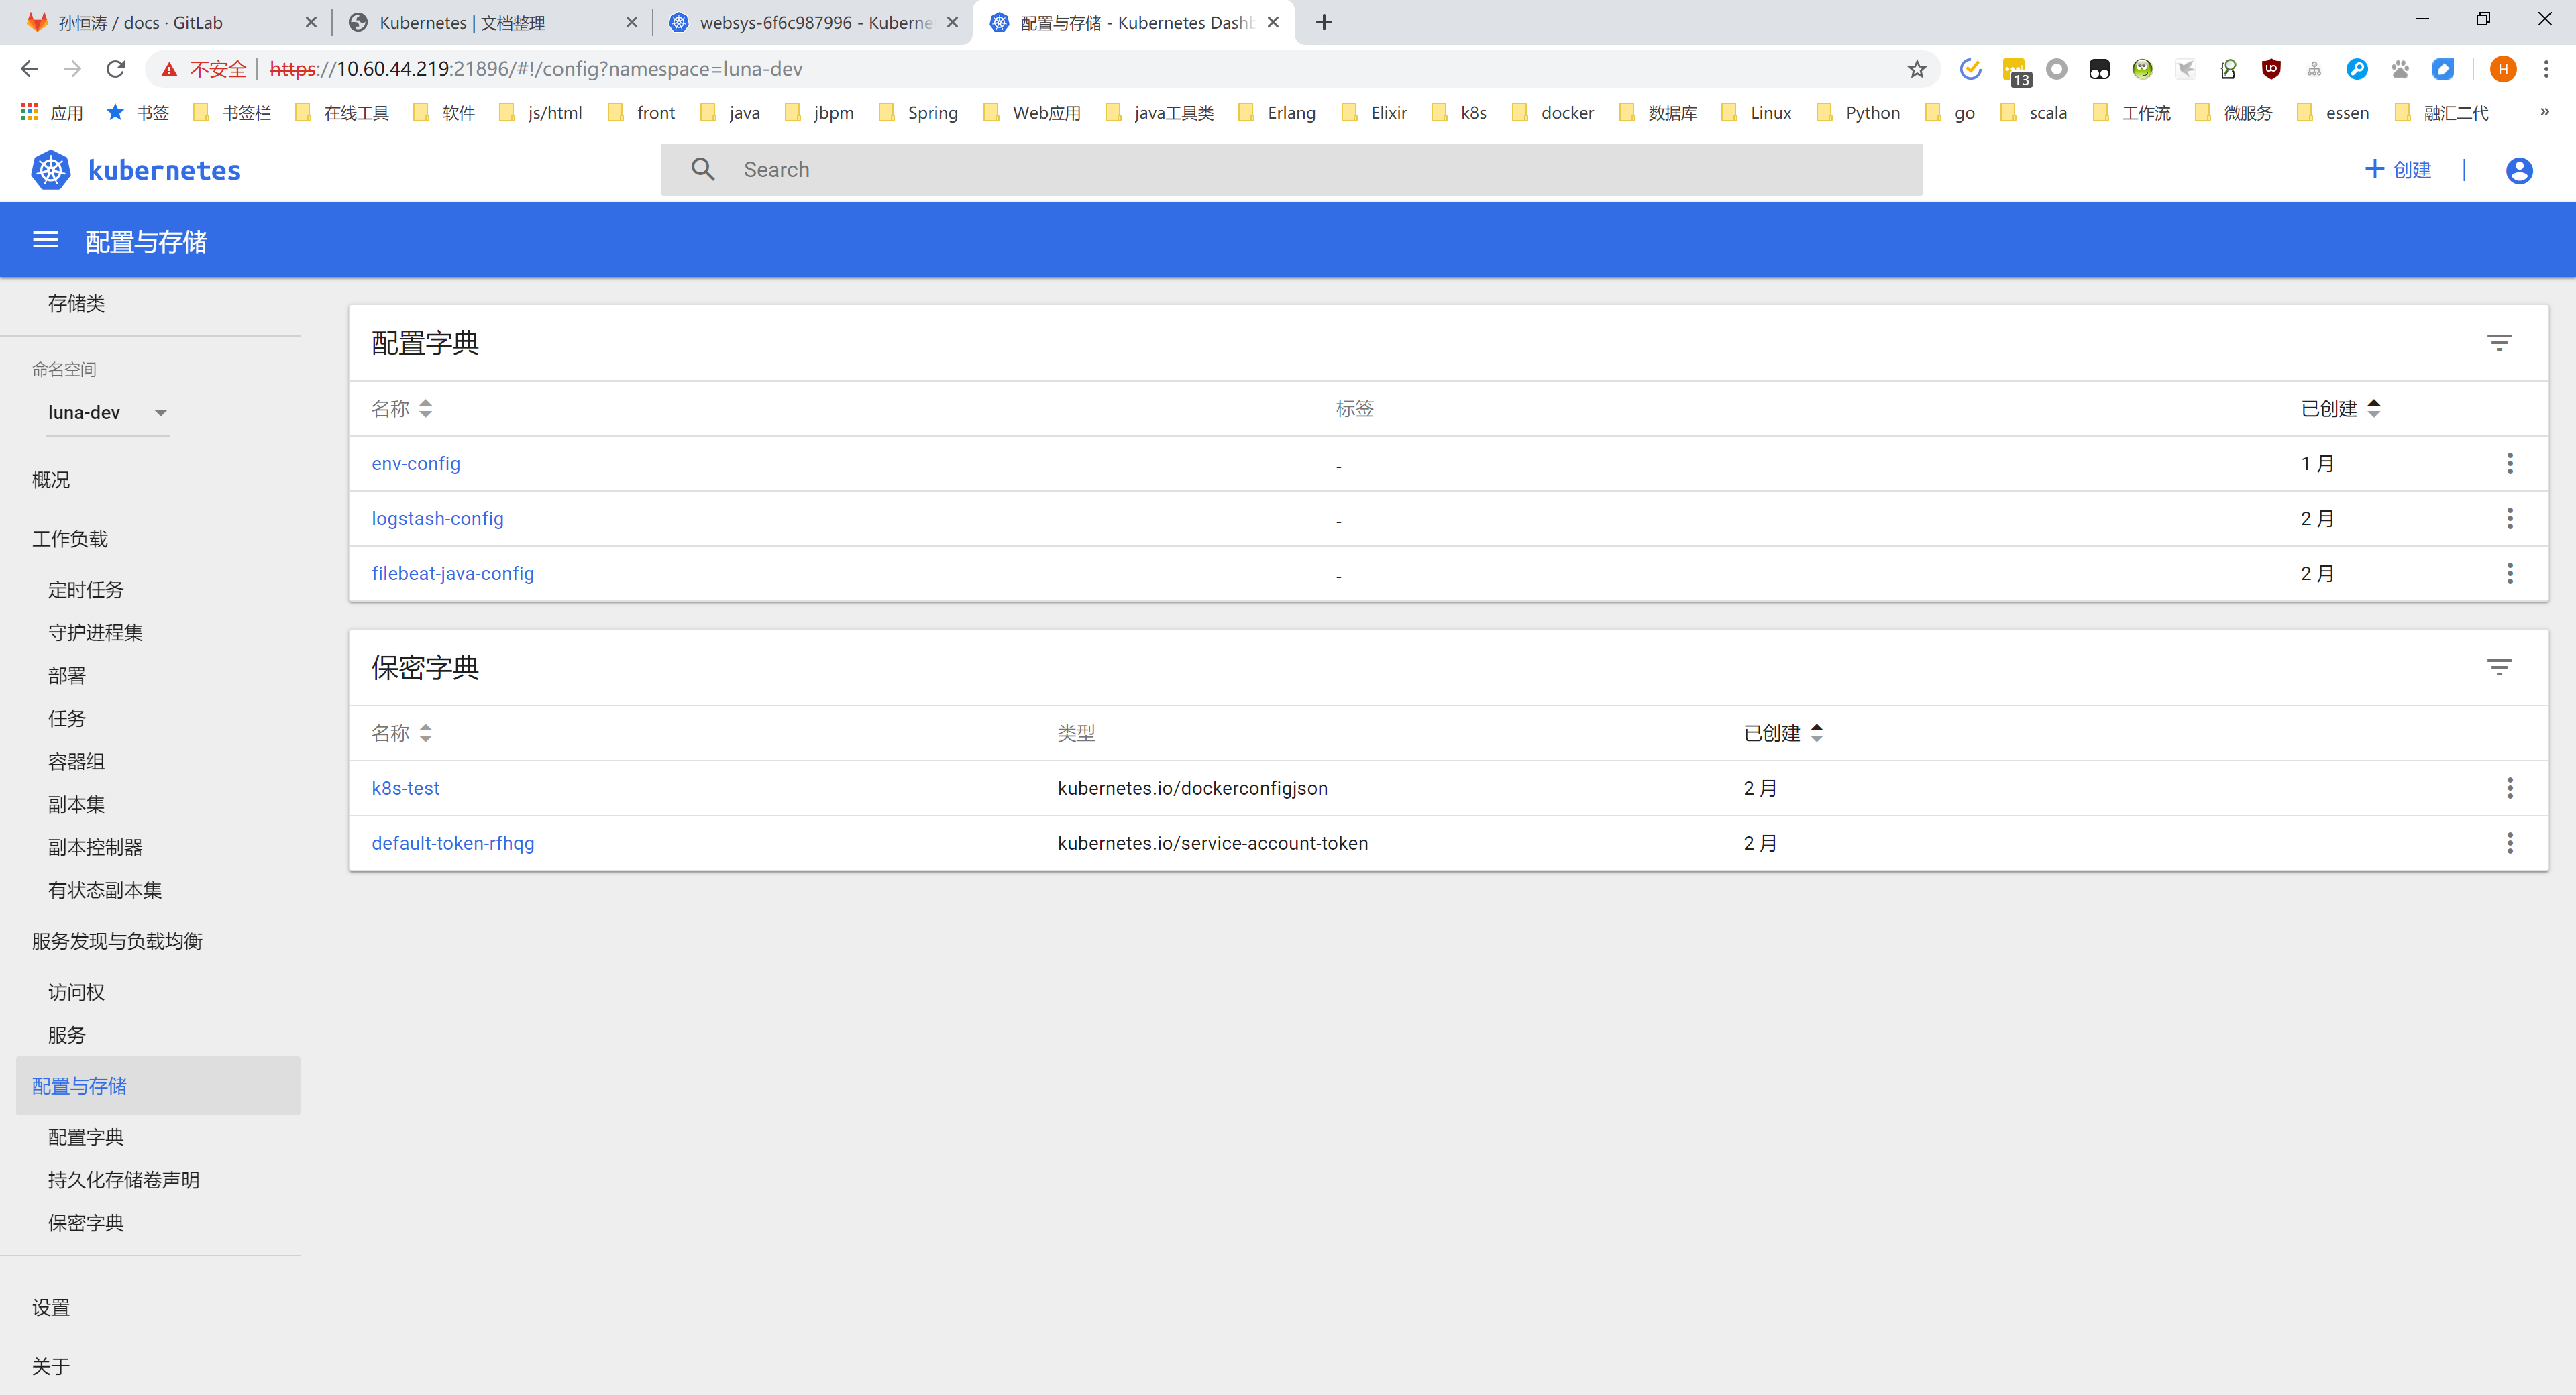 孙恒涛 / docs · GitLab
Kubernetes | 文档整理
websys-6f6c987996 - Kuberne
配置与存储 - Kubernetes Dashb
不安全 https://10.60.44.219:21896/#!/config?namespace=luna-dev
13
H
应用 书签 书签栏 在线工具 软件 js/html front java jbpm Spring Web应用 java工具类 Erlang Elixir k8s docker 数据库 Linux Python go scala 工作流 微服务 essen 融汇二代 »
kubernetes
Search
创建
配置与存储
存储类
命名空间
luna-dev
概况
工作负载
定时任务
守护进程集
部署
任务
容器组
副本集
副本控制器
有状态副本集
服务发现与负载均衡
访问权
服务
配置与存储
配置字典
持久化存储卷声明
保密字典
设置
关于
配置字典
名称 标签 已创建
env-config - 1 月
logstash-config - 2 月
filebeat-java-config - 2 月
保密字典
名称 类型 已创建
k8s-test kubernetes.io/dockerconfigjson 2 月
default-token-rfhqg kubernetes.io/service-account-token 2 月